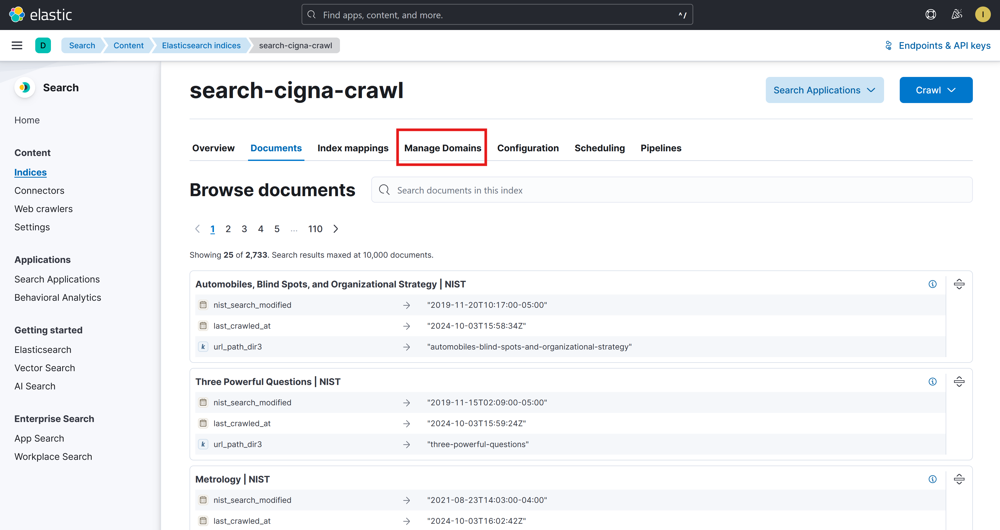 elastic
Find apps, content, and more.
^ /
I
D
Search
Content
Elasticsearch indices
search-cigna-crawl
Endpoints & API keys
Search
Home
Content
Indices
Connectors
Web crawlers
Settings
Applications
Search Applications
Behavioral Analytics
Getting started
Elasticsearch
Vector Search
AI Search
Enterprise Search
App Search
Workplace Search
search-cigna-crawl
Search Applications
Crawl
Overview Documents Index mappings Manage Domains Configuration Scheduling Pipelines
Browse documents
Search documents in this index
1 2 3 4 5 ... 110
Showing 25 of 2,733. Search results maxed at 10,000 documents.
Automobiles, Blind Spots, and Organizational Strategy | NIST
nist_search_modified "2019-11-20T10:17:00-05:00"
last_crawled_at "2024-10-03T15:58:34Z"
k url_path_dir3 "automobiles-blind-spots-and-organizational-strategy"
Three Powerful Questions | NIST
nist_search_modified "2019-11-15T02:09:00-05:00"
last_crawled_at "2024-10-03T15:59:24Z"
k url_path_dir3 "three-powerful-questions"
Metrology | NIST
nist_search_modified "2021-08-23T14:03:00-04:00"
last_crawled_at "2024-10-03T16:02:42Z"